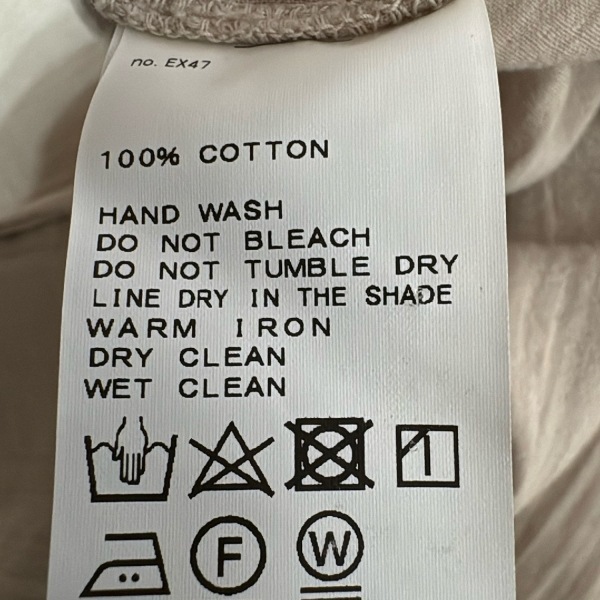 no. EX47
100% COTTON
HAND WASH
DO NOT BLEACH
DO NOT TUMBLE DRY
LINE DRY IN THE SHADE
WARM IRON
DRY CLEAN
WET CLEAN
F W